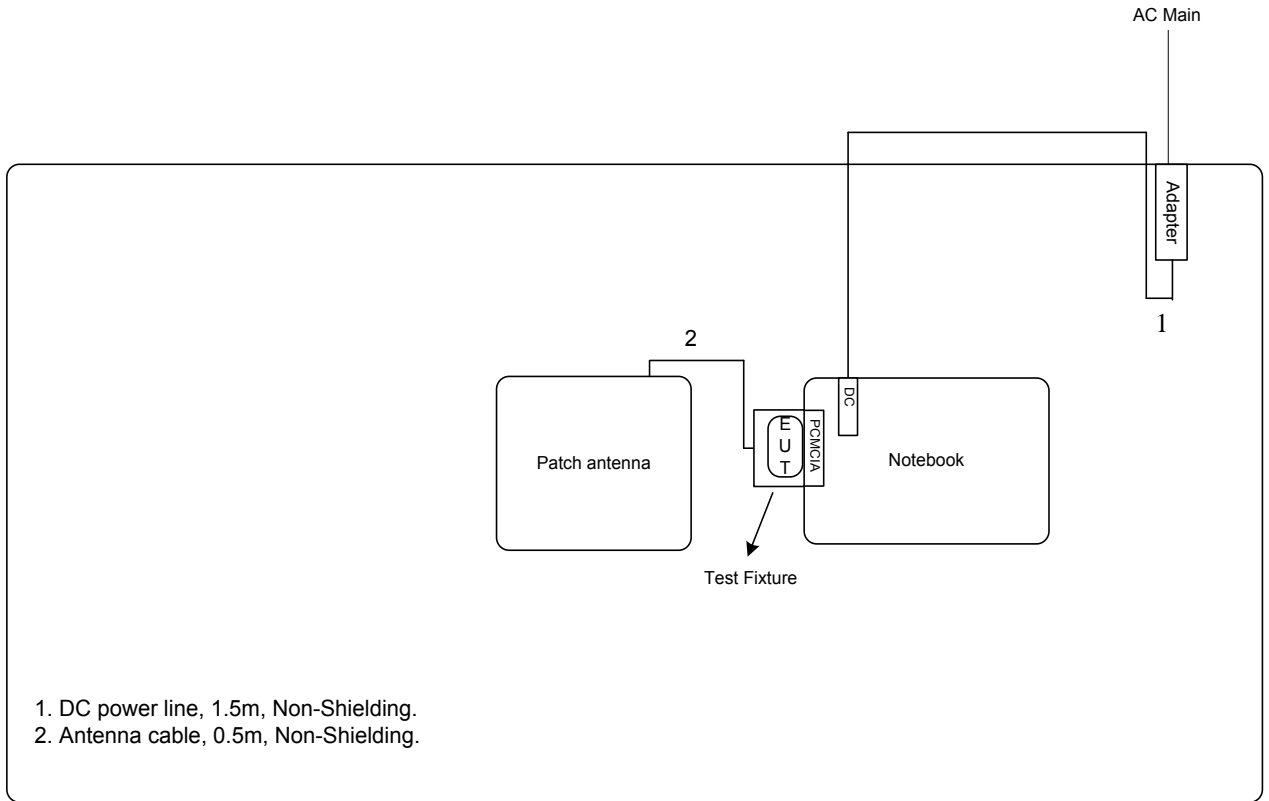 AC Main
Adapter
1
2
DC
EUT
PCMCIA
Patch antenna
Notebook
Test Fixture
1. DC power line, 1.5m, Non-Shielding.
2. Antenna cable, 0.5m, Non-Shielding.